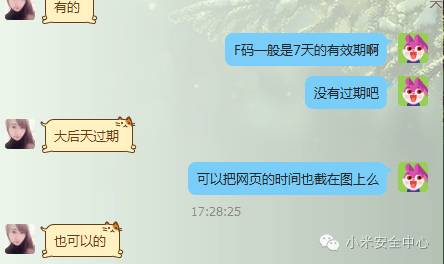 有的
F码一般是7天的有效期啊
没有过期吧
大后天过期
可以把网页的时间也截在图上么
17:28:25
也可以的
小米安全中心